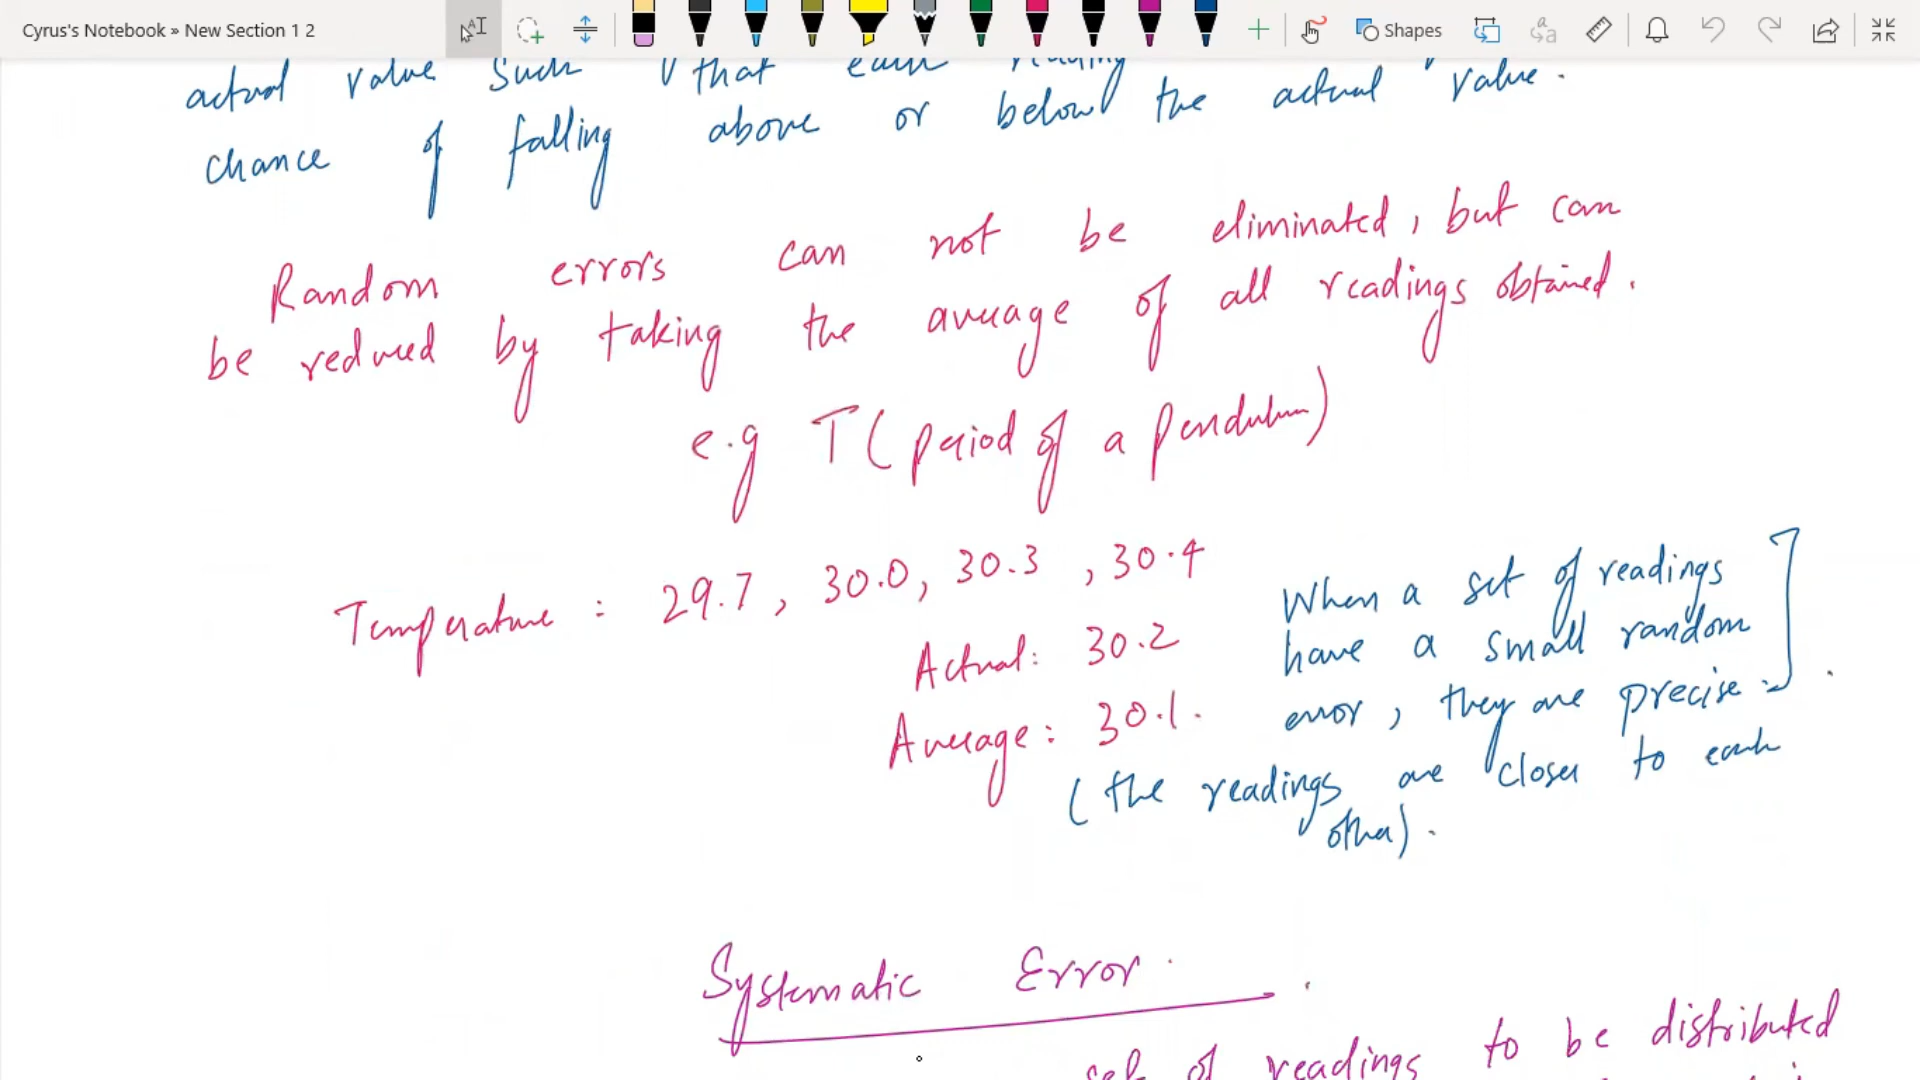 Cyrus's Notebook » New Section 1 2
Shapes
actual value such that each reading
chance of falling above or below the actual value.
Random errors can not be eliminated, but can
be reduced by taking the average of all readings obtained.
e.g T (period of a pendulum)
Temperature : 29.7, 30.0, 30.3, 30.4
Actual: 30.2
Average: 30.1.
When a set of readings
have a small random
error, they are precise.
(the readings are closer to each
other).
Systematic Error.
set of readings to be distributed